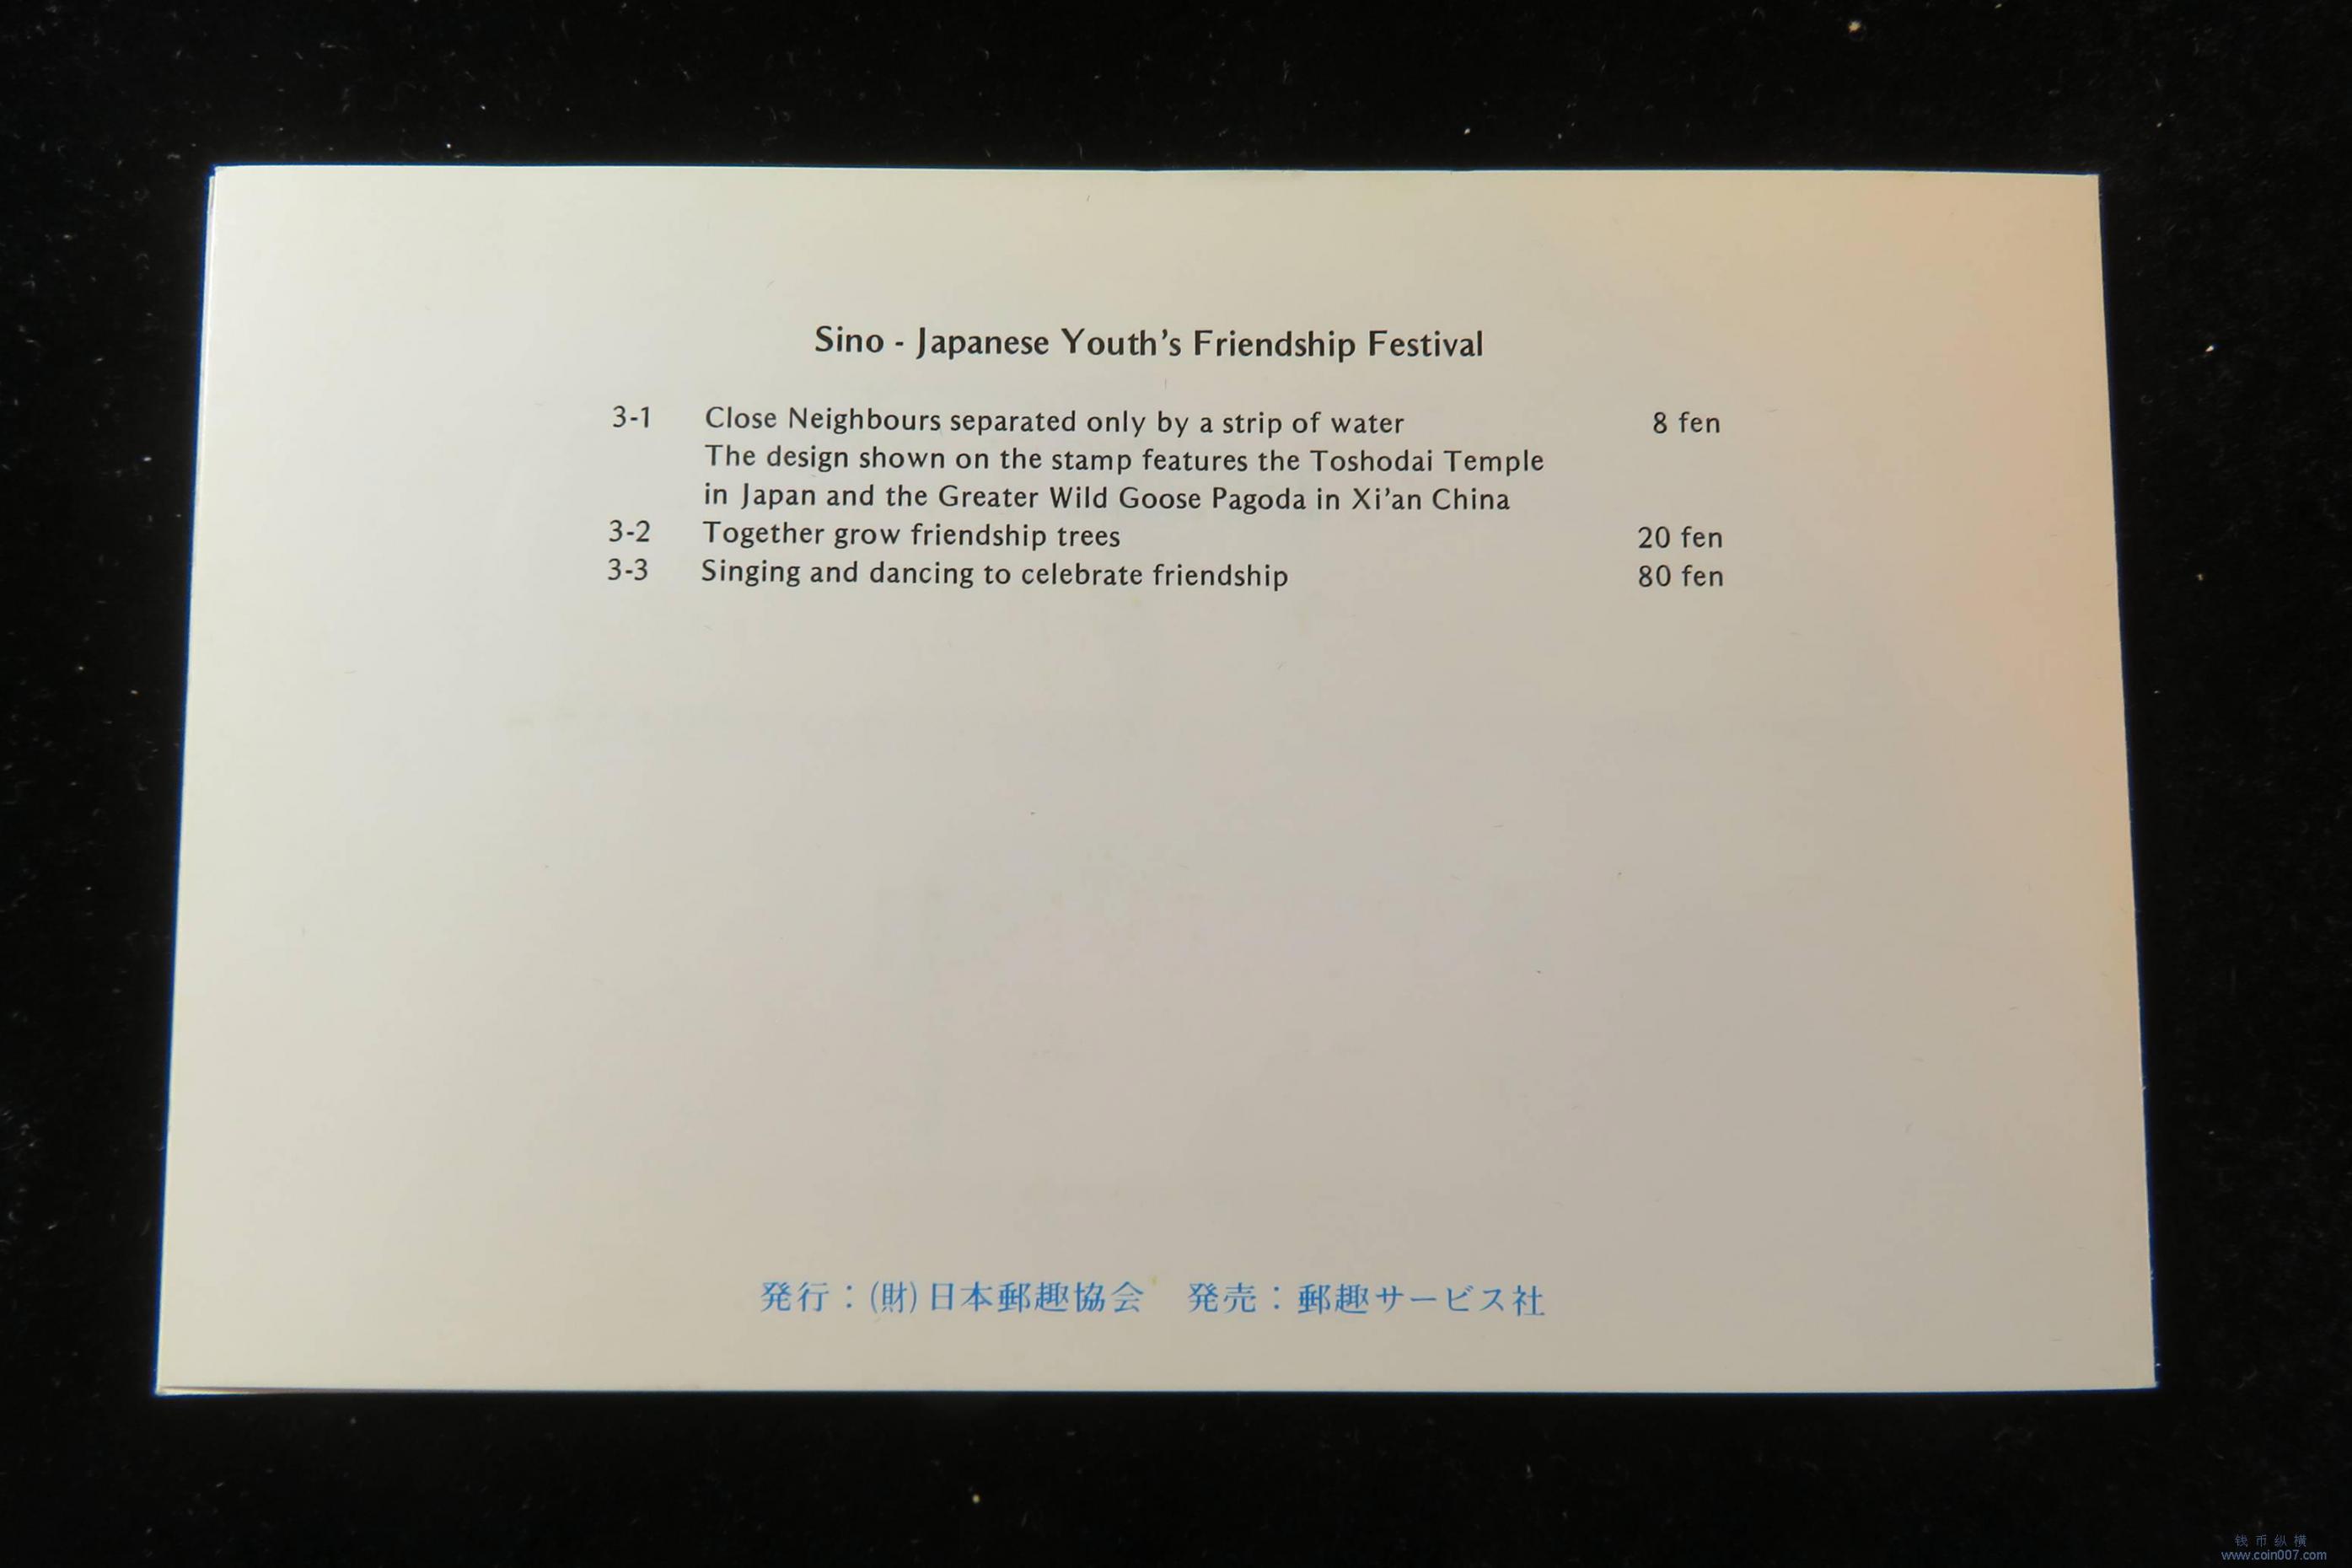 Sino - Japanese Youth's Friendship Festival
3-1 Close Neighbours separated only by a strip of water 8 fen
The design shown on the stamp features the Toshodai Temple
in Japan and the Greater Wild Goose Pagoda in Xi'an China
3-2 Together grow friendship trees 20 fen
3-3 Singing and dancing to celebrate friendship 80 fen
発行：(財)日本郵趣協会　発売：郵趣サービス社
钱币纵横
www.coin007.com